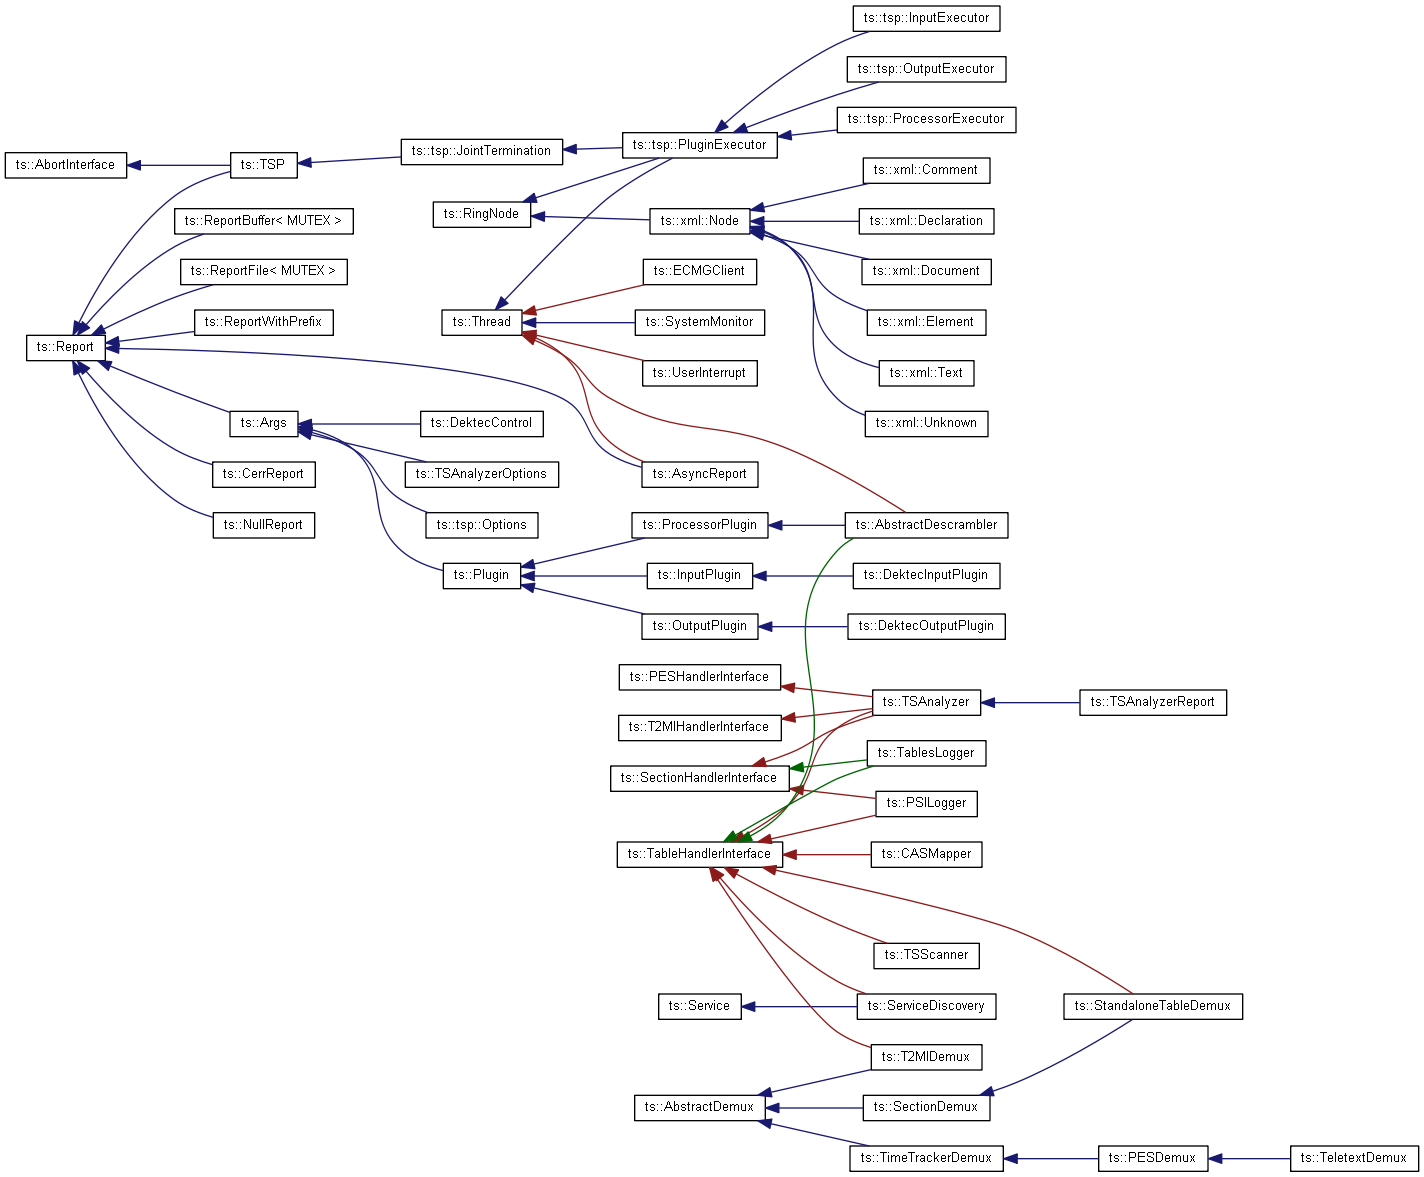 ts::tsp::InputExecutor
ts::tsp::OutputExecutor
ts::tsp::ProcessorExecutor
ts::tsp::PluginExecutor
ts::tsp::JointTermination
ts::AbortInterface
ts::TSP
ts::xml::Comment
ts::RingNode
ts::xml::Node
ts::xml::Declaration
ts::ReportBuffer< MUTEX >
ts::ReportFile< MUTEX >
ts::ECMGClient
ts::xml::Document
ts::ReportWithPrefix
ts::Thread
ts::SystemMonitor
ts::xml::Element
ts::Report
ts::UserInterrupt
ts::xml::Text
ts::Args
ts::DektecControl
ts::xml::Unknown
ts::CerrReport
ts::TSAnalyzerOptions
ts::AsyncReport
ts::NullReport
ts::tsp::Options
ts::ProcessorPlugin
ts::AbstractDescrambler
ts::Plugin
ts::InputPlugin
ts::DektecInputPlugin
ts::OutputPlugin
ts::DektecOutputPlugin
ts::PESHandlerInterface
ts::TSAnalyzer
ts::TSAnalyzerReport
ts::T2MIHandlerInterface
ts::TablesLogger
ts::SectionHandlerInterface
ts::PSILogger
ts::TableHandlerInterface
ts::CASMapper
ts::TSScanner
ts::Service
ts::ServiceDiscovery
ts::StandaloneTableDemux
ts::T2MIDemux
ts::AbstractDemux
ts::SectionDemux
ts::TimeTrackerDemux
ts::PESDemux
ts::TeletextDemux